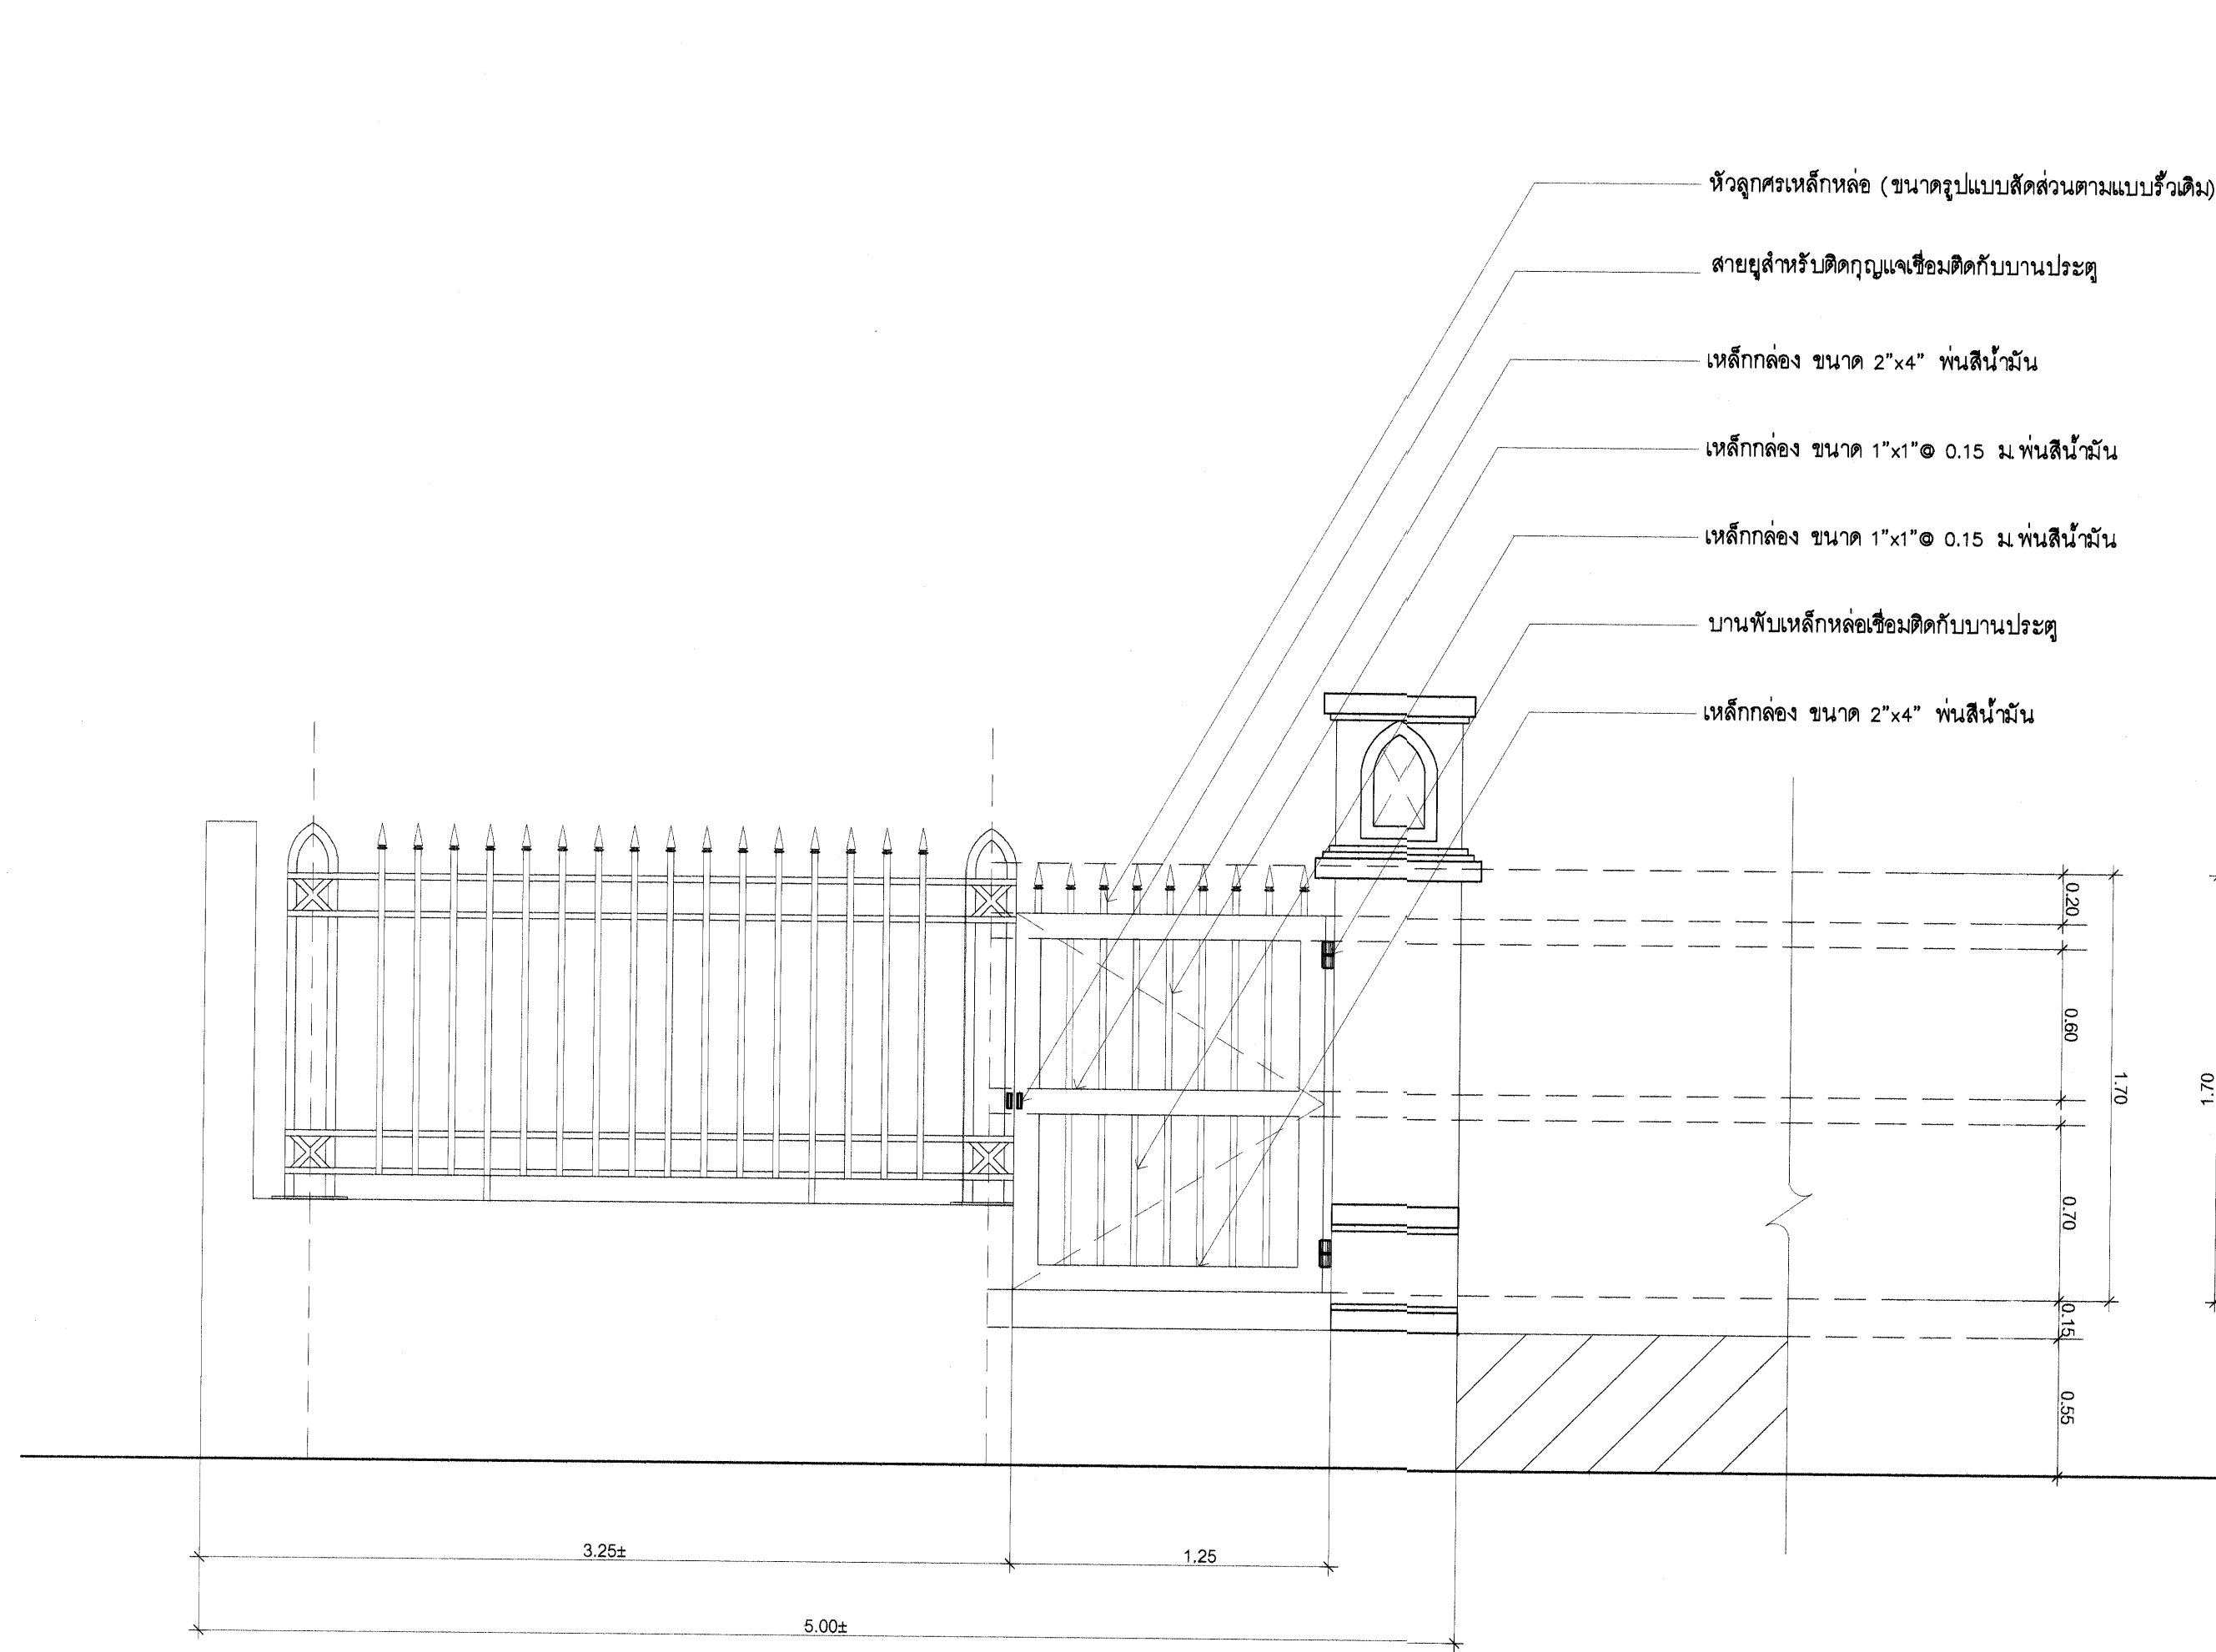 หัวลูกศรเหล็กหล่อ (ขนาดรูปแบบสัดส่วนตามแบบรั้วเดิม)
สายยูสำหรับติดกุญแจเชื่อมติดกับบานประตู
เหล็กกล่อง ขนาด 2"x4" พ่นสีน้ำมัน
เหล็กกล่อง ขนาด 1"x1"@ 0.15 ม.พ่นสีน้ำมัน
เหล็กกล่อง ขนาด 1"x1"@ 0.15 ม.พ่นสีน้ำมัน
บานพับเหล็กหล่อเชื่อมติดกับบานประตู
เหล็กกล่อง ขนาด 2"x4" พ่นสีน้ำมัน
0.20
0.60
1.70
1.70
0.70
0.15
0.55
3.25±
1.25
5.00±